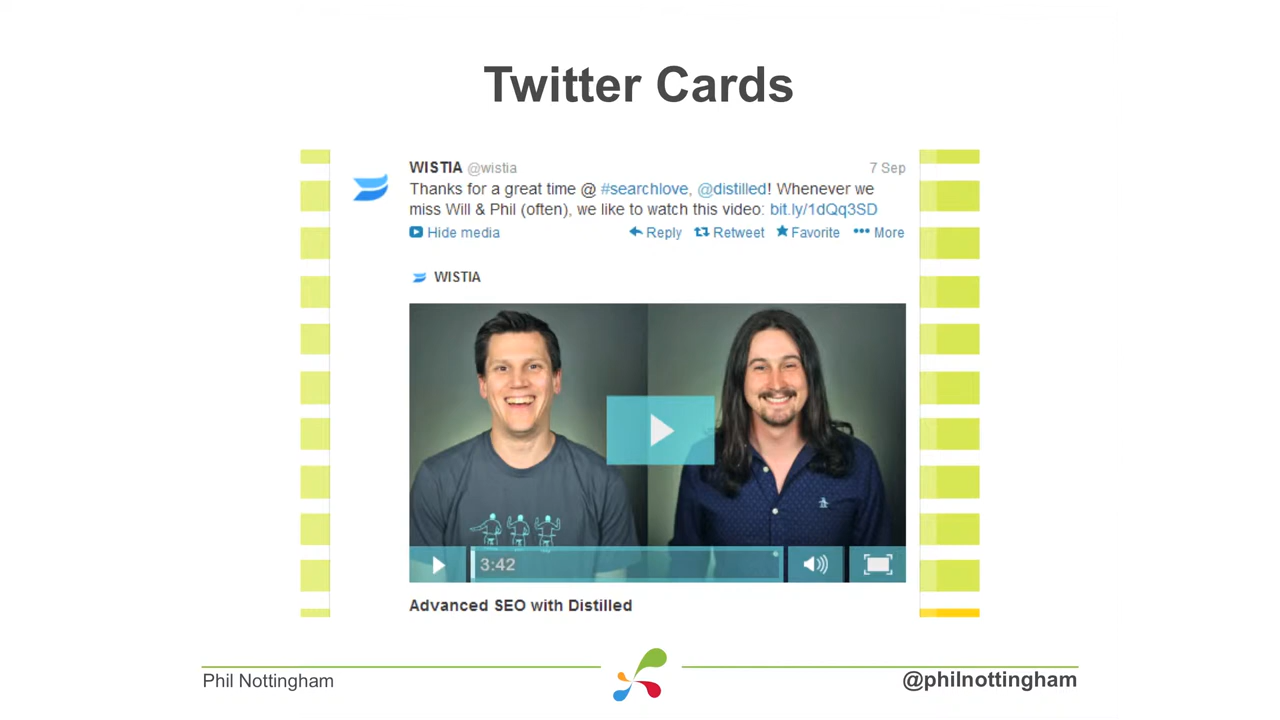 Twitter Cards
WISTIA @wistia 7 Sep
Thanks for a great time @ #searchlove, @distilled! Whenever we
miss Will & Phil (often), we like to watch this video: bit.ly/1dQq3SD
Hide media Reply Retweet Favorite More
WISTIA
3:42
Advanced SEO with Distilled
Phil Nottingham @philnottingham